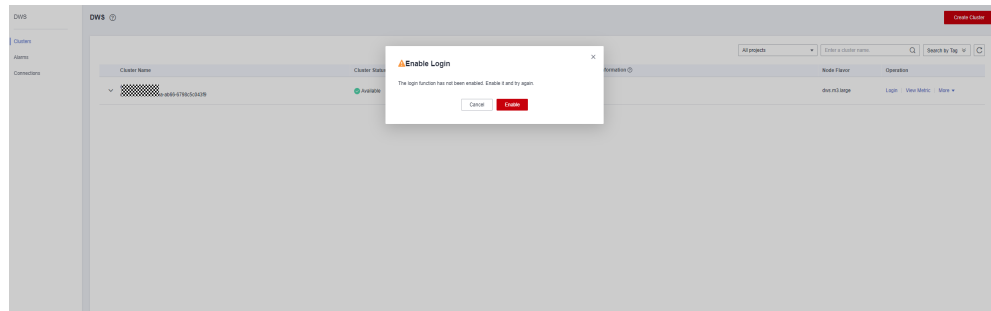 DWS
DWS
Create Cluster
Clusters
Alarms
Connections
All projects
Enter a cluster name.
Search by Tag
Enable Login
The login function has not been enabled. Enable it and try again.
Cancel
Enable
Cluster Name
Cluster Status
formation
Node Flavor
Operation
Available
dws.m3.large
Login
View Metric
More